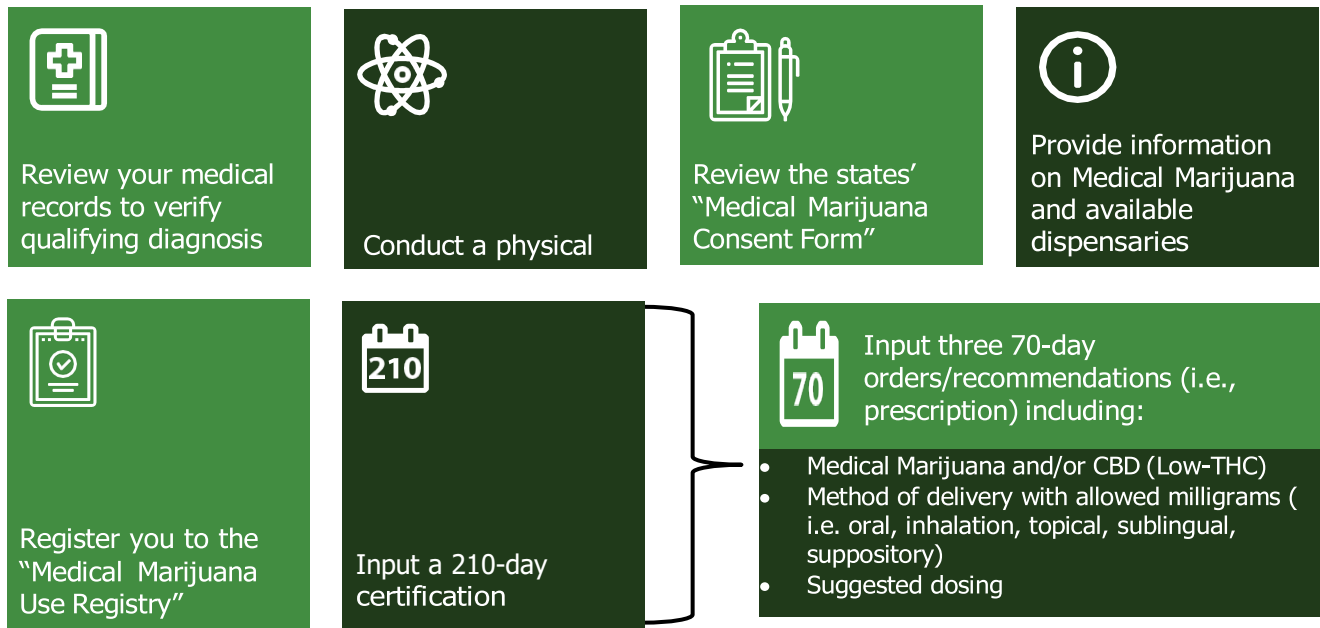 Review your medical
records to verify
qualifying diagnosis
Conduct a physical
Review the states’
“Medical Marijuana
Consent Form”
i
Provide information
on Medical Marijuana
and available
dispensaries
Register you to the
“Medical Marijuana
Use Registry”
210
Input a 210-day
certification
70
Input three 70-day
orders/recommendations (i.e.,
prescription) including:
• Medical Marijuana and/or CBD (Low-THC)
• Method of delivery with allowed milligrams (
i.e. oral, inhalation, topical, sublingual,
suppository)
• Suggested dosing